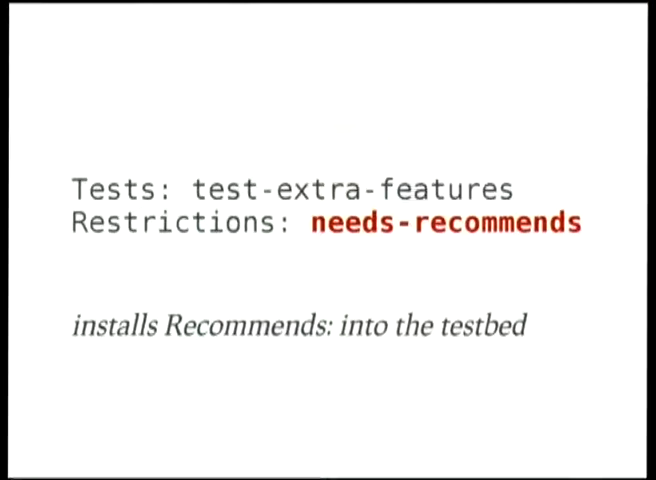 Tests: test-extra-features
Restrictions: needs-recommends
installs Recommends: into the testbed